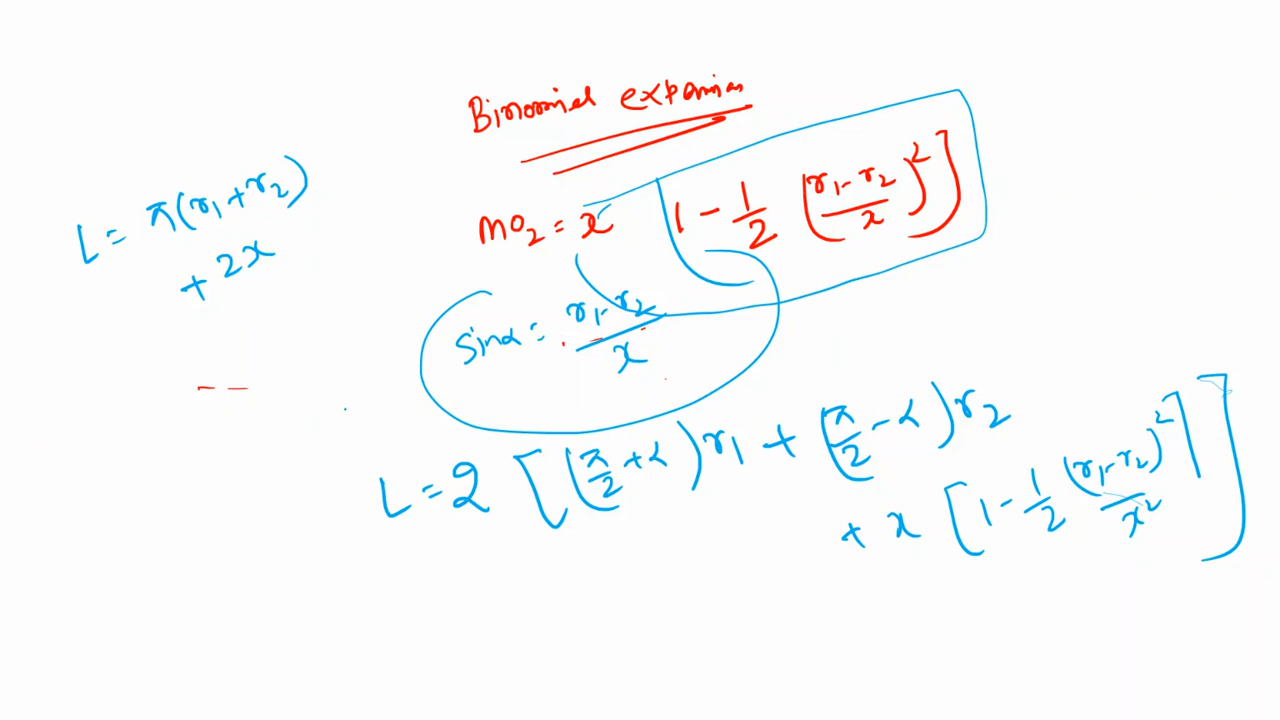 Binomial expansion
L = π(r₁+r₂)
+ 2x
MO₂ = x [1 - 1/2 ((r₁-r₂)/x)²]
sinα = (r₁-r₂)/x
L = 2 [(π/2 + α) r₁ + (π/2 - α) r₂
+ x [1 - 1/2 (r₁-r₂)²/x²]]